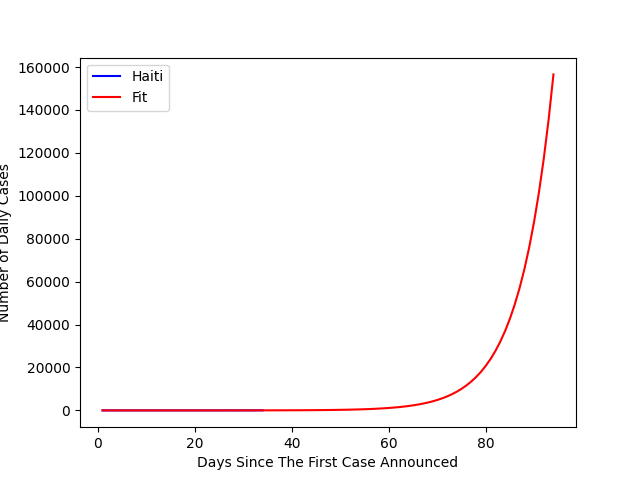 Haiti
Fit
160000
140000
120000
100000
80000
60000
40000
20000
0
Number of Daily Cases
0 20 40 60 80
Days Since The First Case Announced